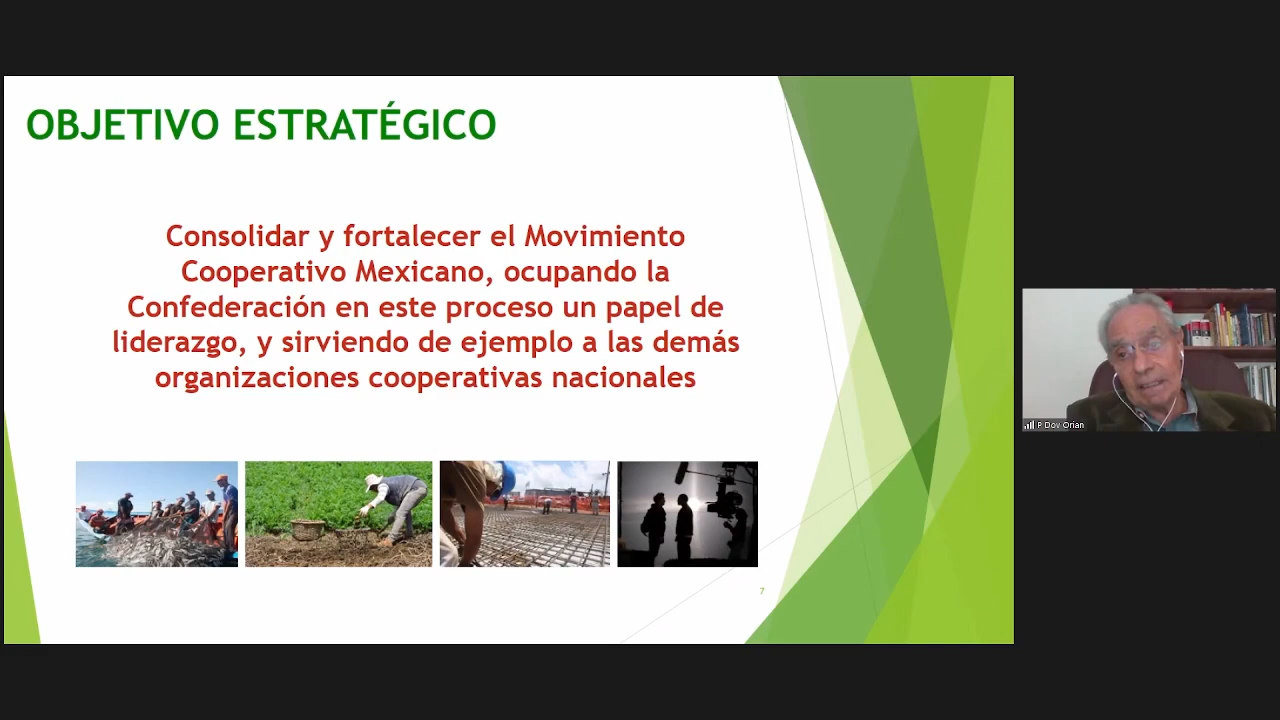 OBJETIVO ESTRATÉGICO
Consolidar y fortalecer el Movimiento
Cooperativo Mexicano, ocupando la
Confederación en este proceso un papel de
liderazgo, y sirviendo de ejemplo a las demás
organizaciones cooperativas nacionales
7
P Dov Orian